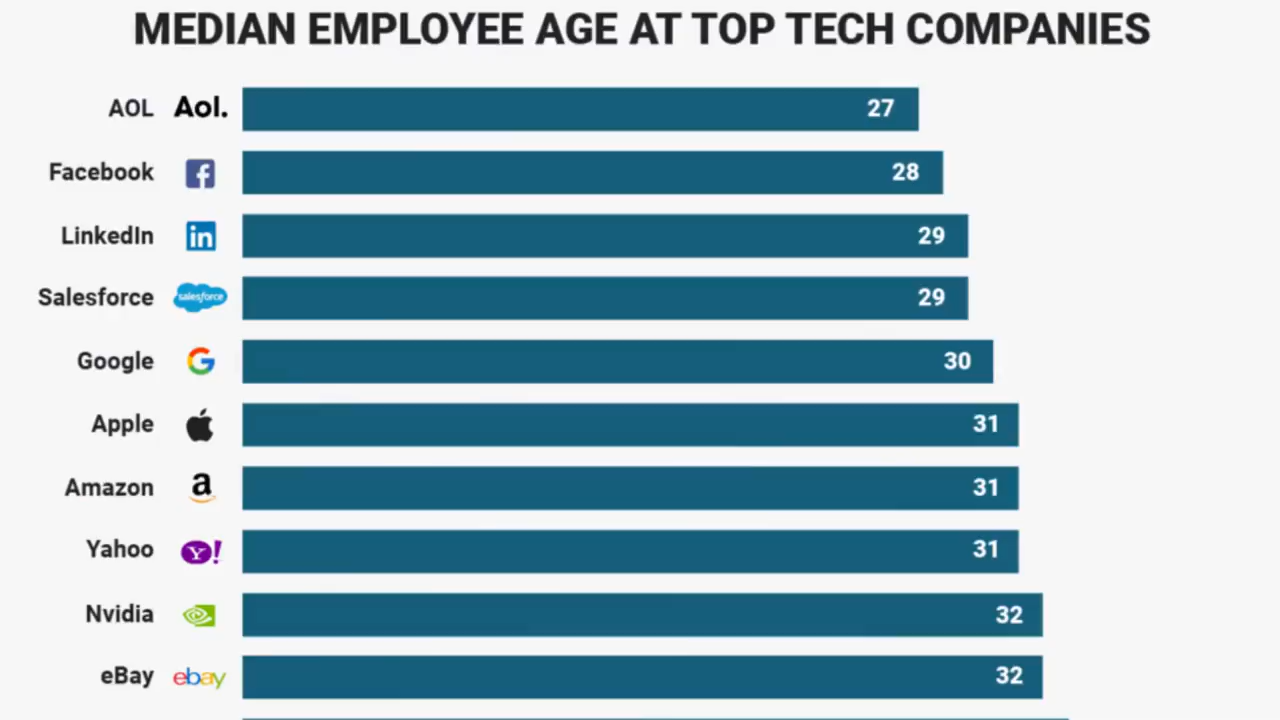 MEDIAN EMPLOYEE AGE AT TOP TECH COMPANIES
AOL Aol. 27
Facebook f 28
LinkedIn in 29
Salesforce salesforce 29
Google G 30
Apple 31
Amazon a 31
Yahoo Y! 31
Nvidia 32
eBay ebay 32